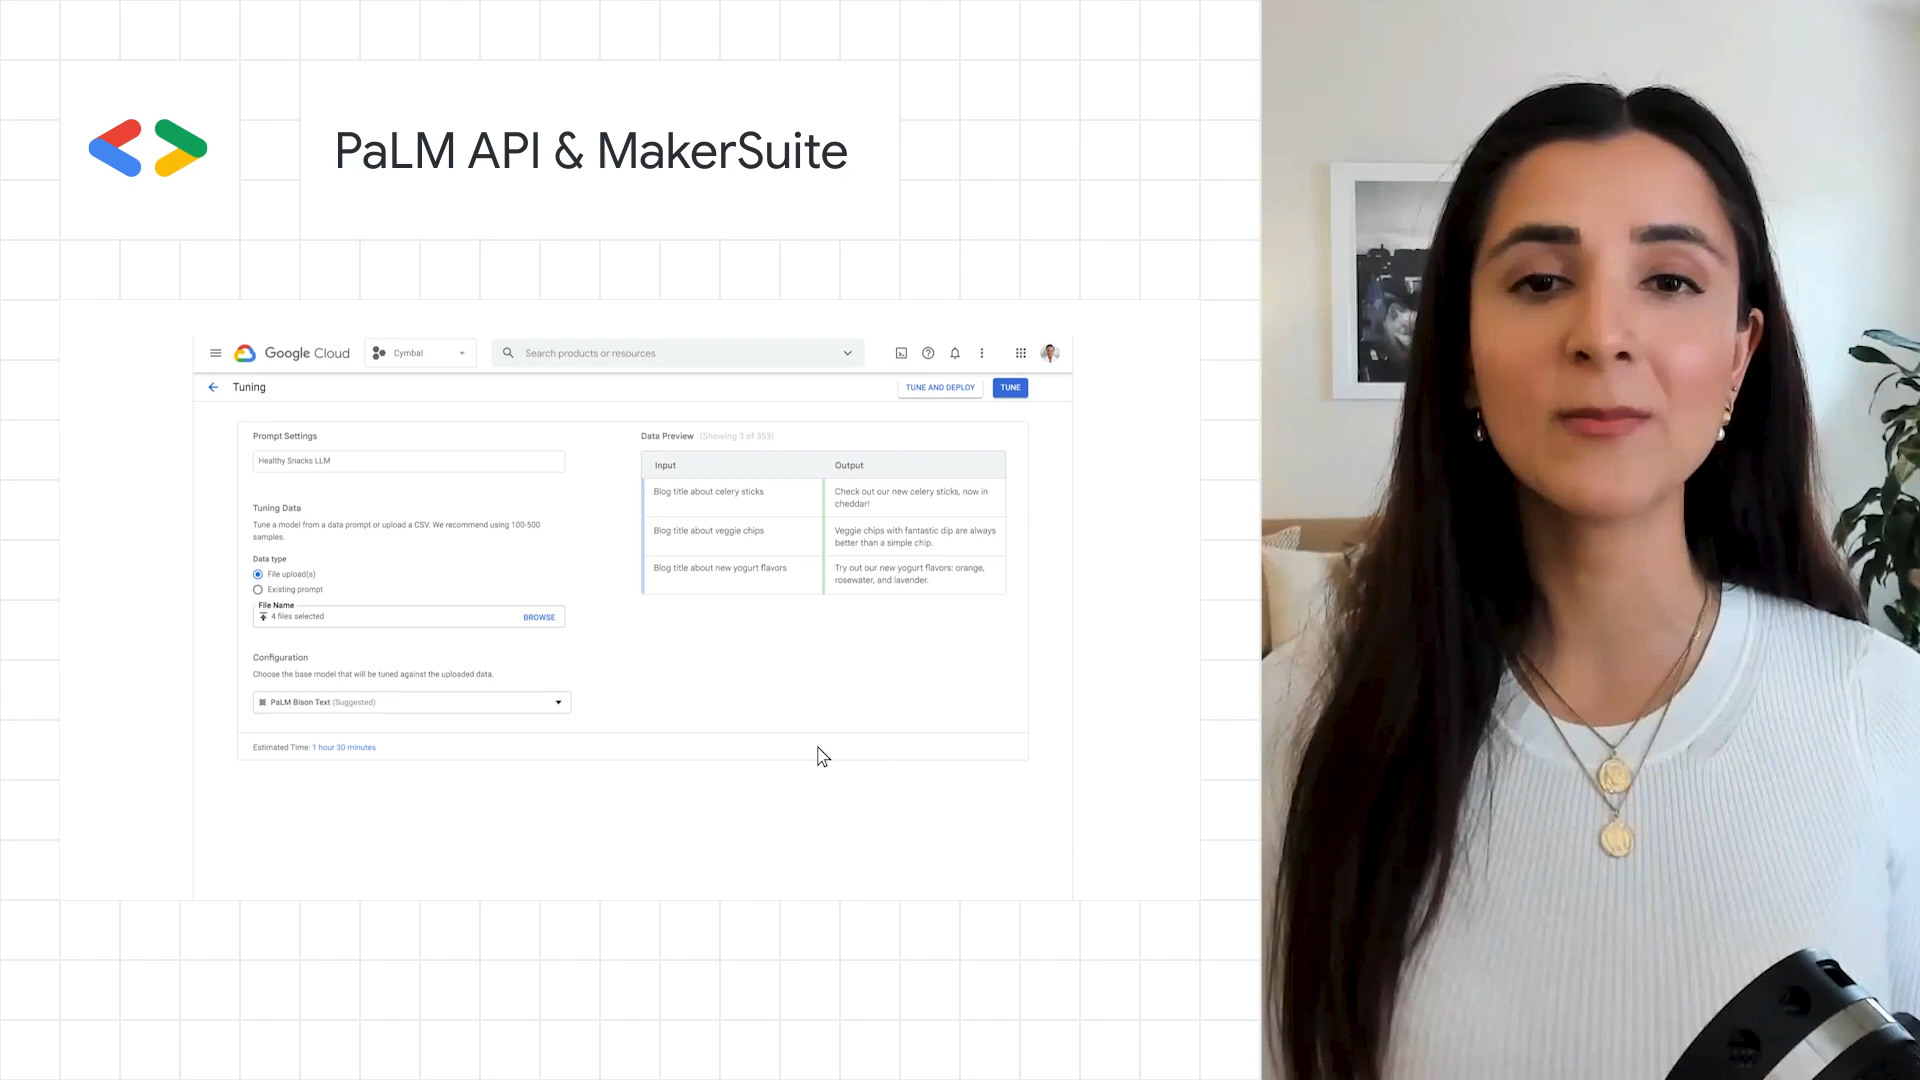 PaLM API & MakerSuite
Google Cloud
Cymbal
Search products or resources
Tuning
TUNE AND DEPLOY
TUNE
Prompt Settings
Healthy Snacks LLM
Tuning Data
Tune a model from a data prompt or upload a CSV. We recommend using 100-500
samples.
Data type
File upload(s)
Existing prompt
File Name
4 files selected
BROWSE
Configuration
Choose the base model that will be tuned against the uploaded data.
PaLM Bison Text (Suggested)
Estimated Time: 1 hour 30 minutes
Data Preview (Showing 3 of 353)
Input
Output
Blog title about celery sticks
Check out our new celery sticks, now in
cheddar!
Blog title about veggie chips
Veggie chips with fantastic dip are always
better than a simple chip.
Blog title about new yogurt flavors
Try out our new yogurt flavors: orange,
rosewater, and lavender.